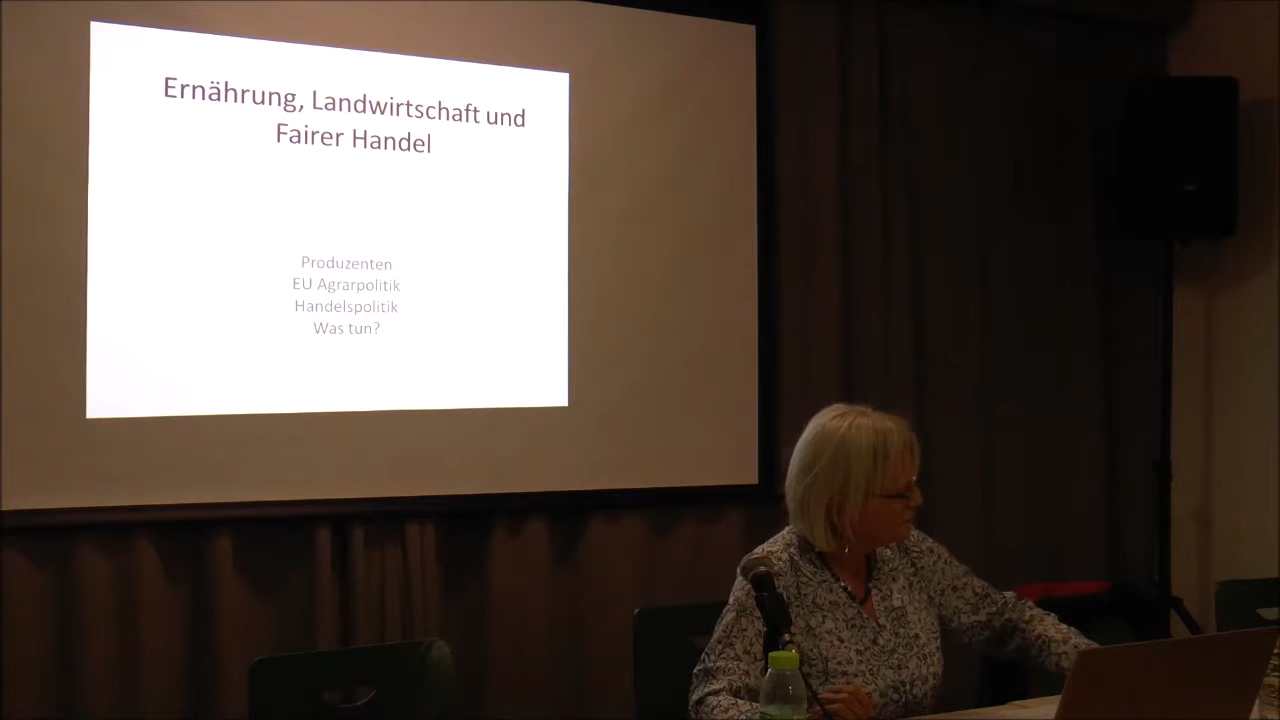 Ernährung, Landwirtschaft und
Fairer Handel
Produzenten
EU Agrarpolitik
Handelspolitik
Was tun?